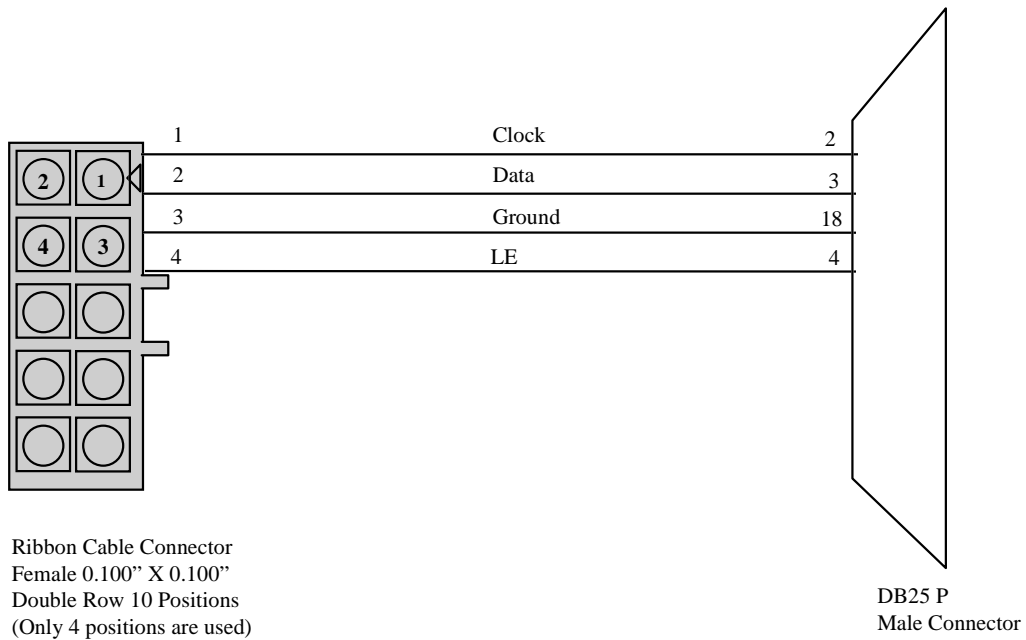 1 Clock 2
2 1 2 Data 3
3 Ground 18
4 3 4 LE 4
Ribbon Cable Connector
Female 0.100” X 0.100”
Double Row 10 Positions
(Only 4 positions are used)
DB25 P
Male Connector